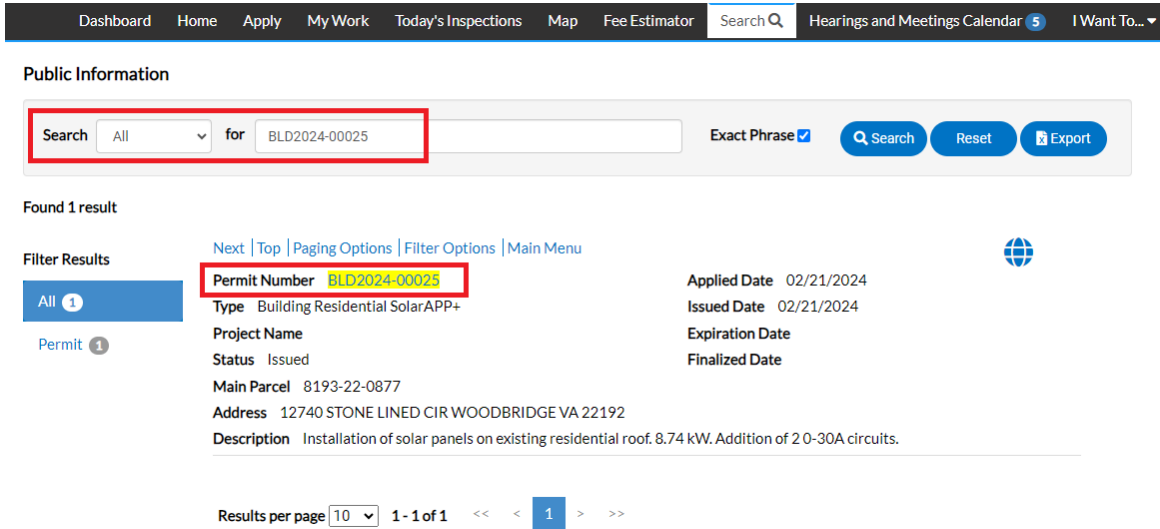 Dashboard Home Apply My Work Today's Inspections Map Fee Estimator Search Hearings and Meetings Calendar 5 I Want To...
Public Information
Search All for BLD2024-00025 Exact Phrase Search Reset Export
Found 1 result
Filter Results
All 1
Permit 1
Next | Top | Paging Options | Filter Options | Main Menu
Permit Number BLD2024-00025 Applied Date 02/21/2024
Type Building Residential SolarAPP+ Issued Date 02/21/2024
Project Name Expiration Date
Status Issued Finalized Date
Main Parcel 8193-22-0877
Address 12740 STONE LINED CIR WOODBRIDGE VA 22192
Description Installation of solar panels on existing residential roof. 8.74 kW. Addition of 2 0-30A circuits.
Results per page 10 1 - 1 of 1 << < 1 > >>